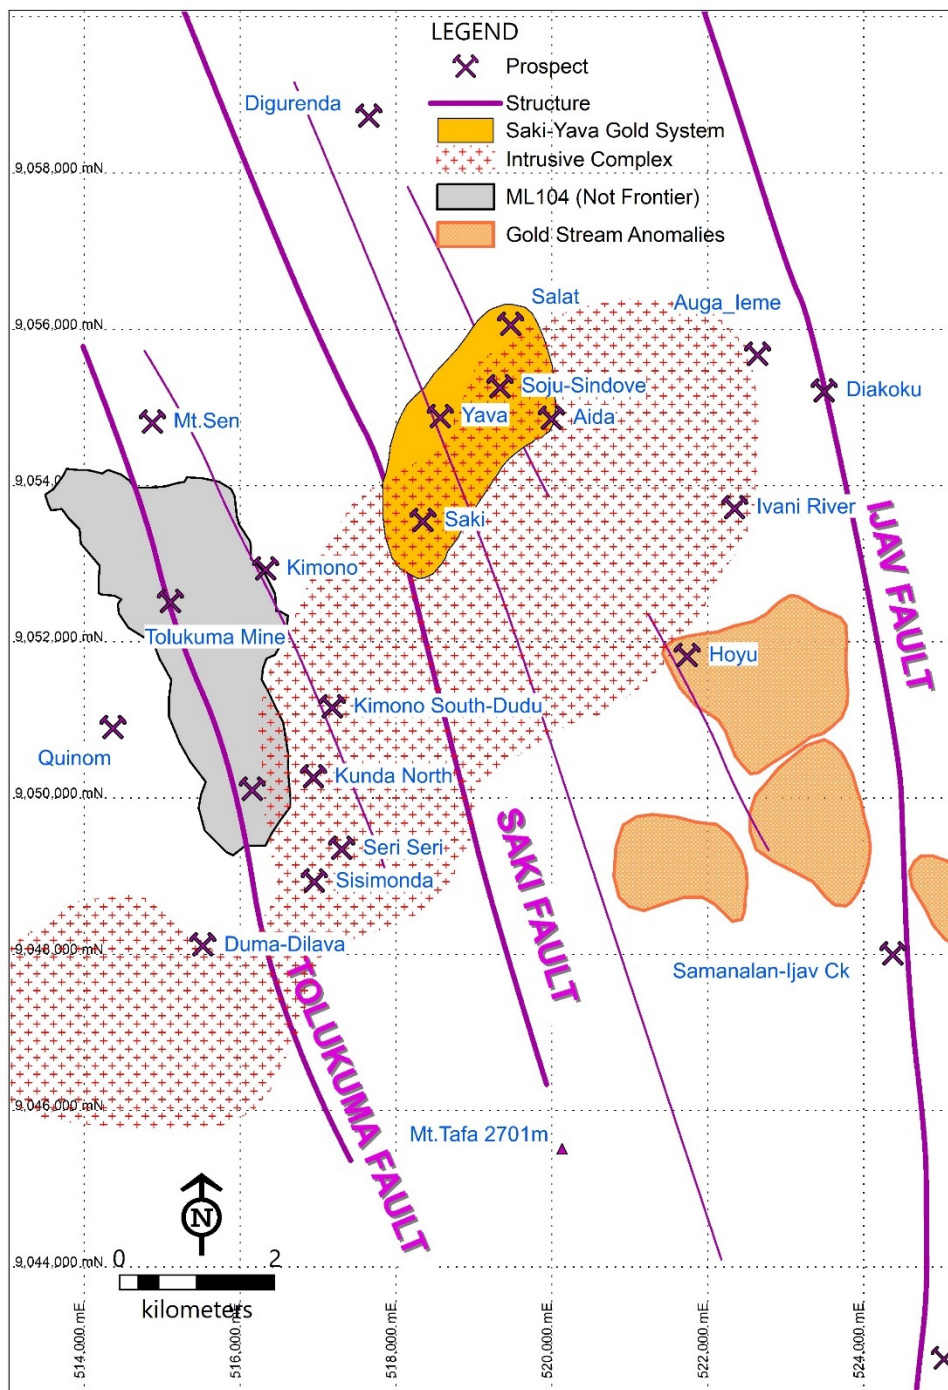 LEGEND
Prospect
Structure
Saki-Yava Gold System
Intrusive Complex
ML104 (Not Frontier)
Gold Stream Anomalies
Digurenda
9,058,000 mN
Salat
Auga_Ieme
9,056,000 mN
Soju-Sindove
Diakoku
Mt.Sen
Yava
Aida
9,054,000 mN
Saki
Ivani River
IJAV FAULT
Kimono
Tolukuma Mine
9,052,000 mN
Hoyu
Kimono South-Dudu
Quinom
Kunda North
9,050,000 mN
SAKI FAULT
Seri Seri
Sisimonda
Duma-Dilava
9,048,000 mN
Samanalan-Ijav Ck
TOLUKUMA FAULT
9,046,000 mN
Mt.Tafa 2701m
N
9,044,000 mN
0 2
kilometers
514,000 mE
516,000 mE
518,000 mE
520,000 mE
522,000 mE
524,000 mE